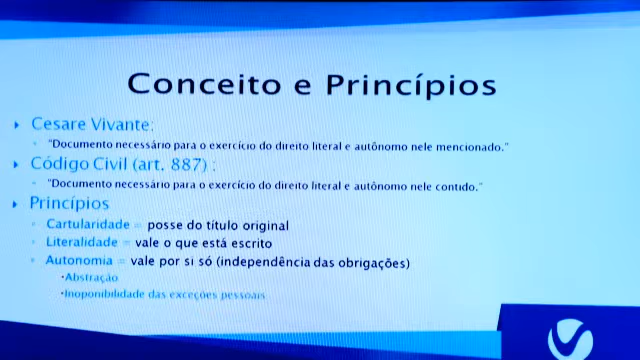 Conceito e Princípios
Cesare Vivante:
"Documento necessário para o exercício do direito literal e autônomo nele mencionado."
Código Civil (art. 887) :
"Documento necessário para o exercício do direito literal e autônomo nele contido."
Princípios
Cartularidade = posse do título original
Literalidade = vale o que está escrito
Autonomia = vale por si só (independência das obrigações)
•Abstração
•Inoponibilidade das exceções pessoais